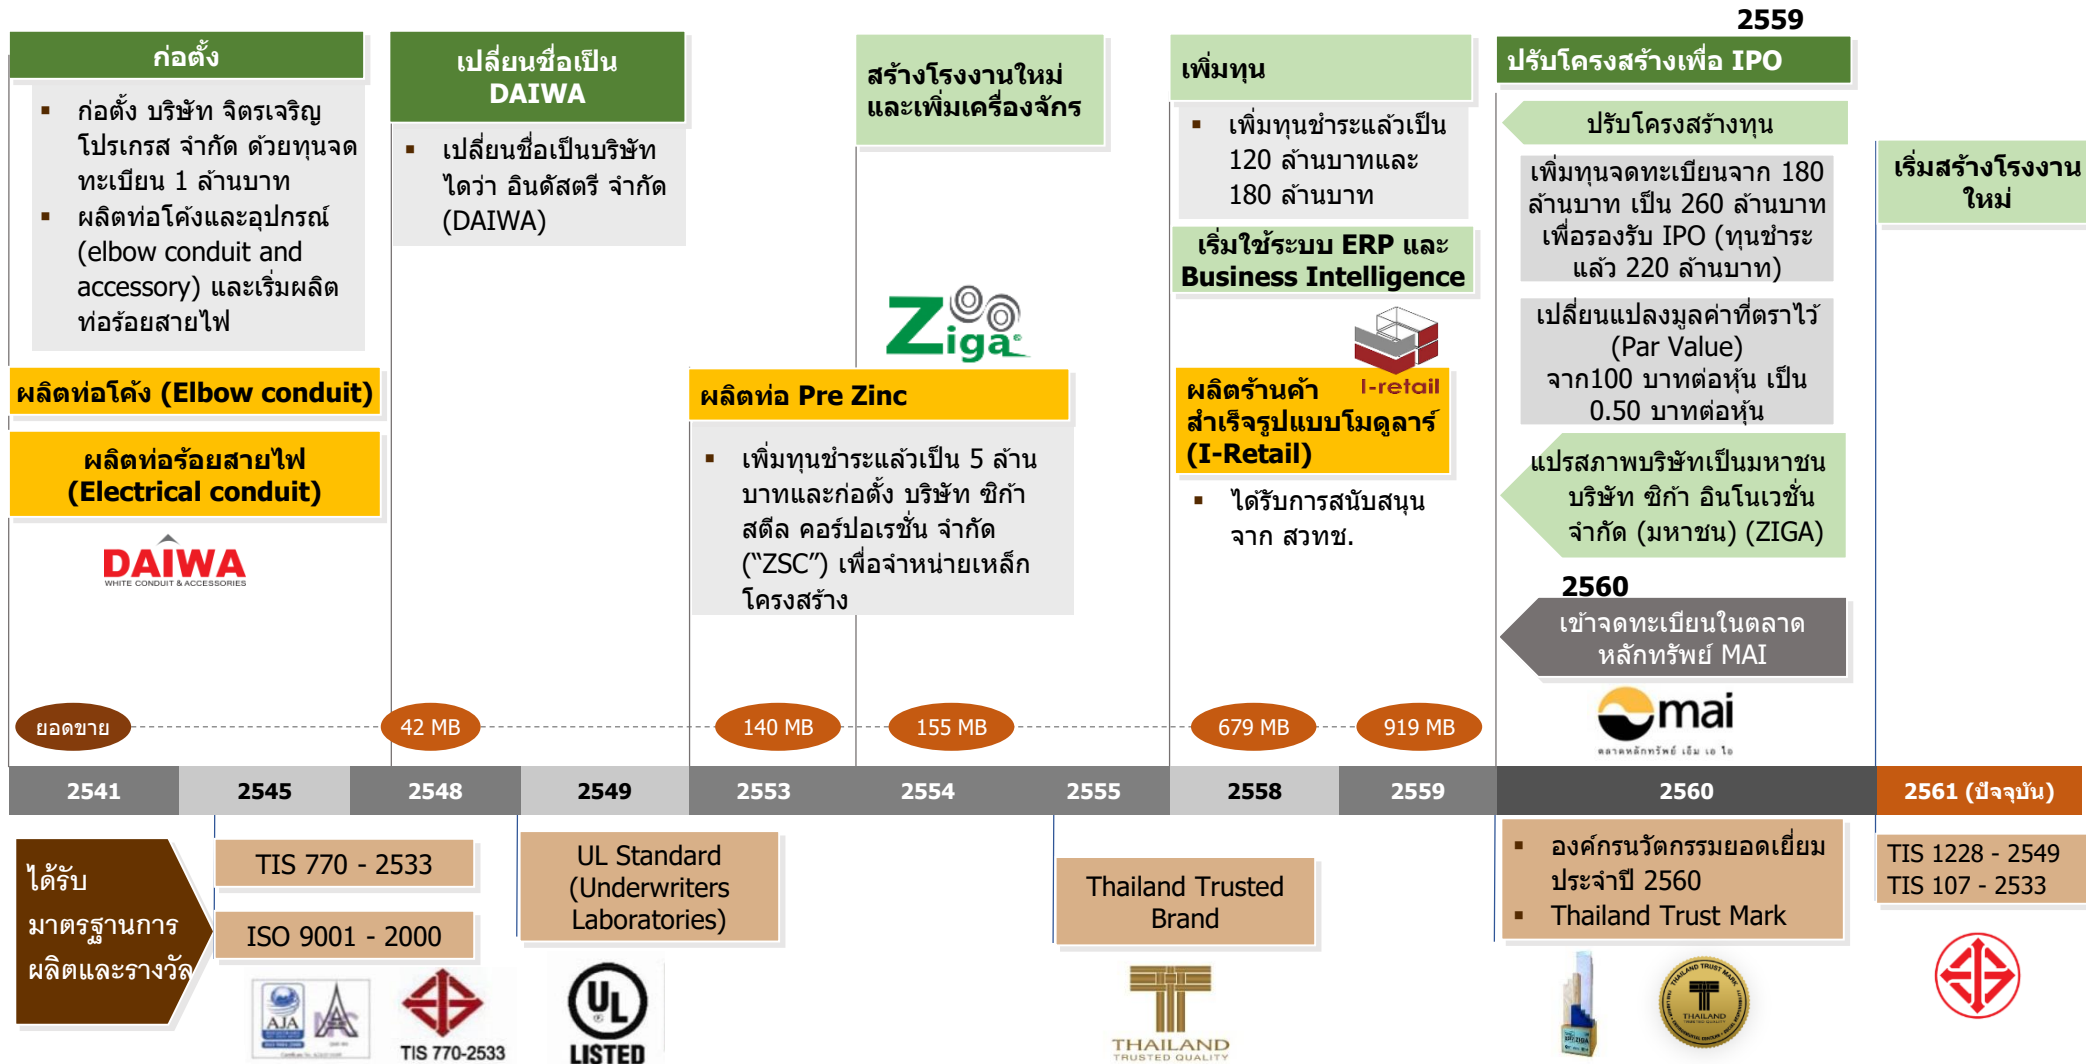 2559
ก่อตั้ง
▪ ก่อตั้ง บริษัท จิตรเจริญ
โปรเกรส จำกัด ด้วยทุนจด
ทะเบียน 1 ล้านบาท
▪ ผลิตท่อโค้งและอุปกรณ์
(elbow conduit and
accessory) และเริ่มผลิต
ท่อร้อยสายไฟ
ผลิตท่อโค้ง (Elbow conduit)
ผลิตท่อร้อยสายไฟ
(Electrical conduit)
DAIWA
WHITE CONDUIT & ACCESSORIES
เปลี่ยนชื่อเป็น
DAIWA
▪ เปลี่ยนชื่อเป็นบริษัท
ไดว่า อินดัสตรี จำกัด
(DAIWA)
สร้างโรงงานใหม่
และเพิ่มเครื่องจักร
Ziga
ผลิตท่อ Pre Zinc
▪ เพิ่มทุนชำระแล้วเป็น 5 ล้าน
บาทและก่อตั้ง บริษัท ซิก้า
สตีล คอร์ปอเรชั่น จำกัด
(“ZSC”) เพื่อจำหน่ายเหล็ก
โครงสร้าง
เพิ่มทุน
▪ เพิ่มทุนชำระแล้วเป็น
120 ล้านบาทและ
180 ล้านบาท
เริ่มใช้ระบบ ERP และ
Business Intelligence
I-retail
ผลิตร้านค้า
สำเร็จรูปแบบโมดูลาร์
(I-Retail)
▪ ได้รับการสนับสนุน
จาก สวทช.
ปรับโครงสร้างเพื่อ IPO
ปรับโครงสร้างทุน
เพิ่มทุนจดทะเบียนจาก 180
ล้านบาท เป็น 260 ล้านบาท
เพื่อรองรับ IPO (ทุนชำระ
แล้ว 220 ล้านบาท)
เปลี่ยนแปลงมูลค่าที่ตราไว้
(Par Value)
จาก100 บาทต่อหุ้น เป็น
0.50 บาทต่อหุ้น
แปรสภาพบริษัทเป็นมหาชน
บริษัท ซิก้า อินโนเวชั่น
จำกัด (มหาชน) (ZIGA)
2560
เข้าจดทะเบียนในตลาด
หลักทรัพย์ MAI
mai
ตลาดหลักทรัพย์ เอ็ม เอ ไอ
เริ่มสร้างโรงงาน
ใหม่
ยอดขาย 42 MB 140 MB 155 MB 679 MB 919 MB
2541 2545 2548 2549 2553 2554 2555 2558 2559 2560 2561 (ปัจจุบัน)
ได้รับ
มาตรฐานการ
ผลิตและรางวัล
TIS 770 - 2533
ISO 9001 - 2000
AJA
TIS 770-2533
UL Standard
(Underwriters
Laboratories)
UL
LISTED
Thailand Trusted
Brand
THAILAND
TRUSTED QUALITY
▪ องค์กรนวัตกรรมยอดเยี่ยม
ประจำปี 2560
▪ Thailand Trust Mark
THAILAND TRUST MARK
THAILAND
TIS 1228 - 2549
TIS 107 - 2533